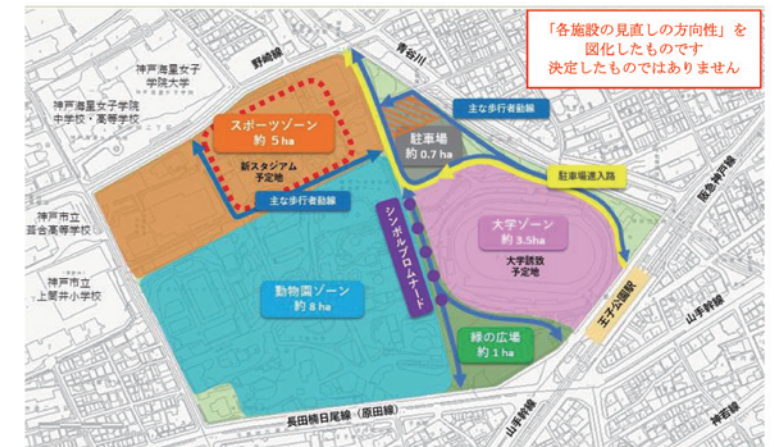 「各施設の見直しの方向性」を
図化したものです
決定したものではありません
野崎線
青谷川
神戸海星女子
学院大学
神戸海星女子学院
中学校・高等学校
スポーツゾーン
約 5 ha
新スタジアム
予定地
主な歩行者動線
駐車場
約 0.7 ha
主な歩行者動線
駐車場進入路
阪急神戸線
神戸市立
葺合高等学校
神戸市立
上筒井小学校
シンボルプロムナード
大学ゾーン
約 3.5ha
大学誘致
予定地
動物園ゾーン
約 8 ha
緑の広場
約 1 ha
王子公園駅
山手幹線
長田楠日尾線（原田線）
山手幹線
神若線